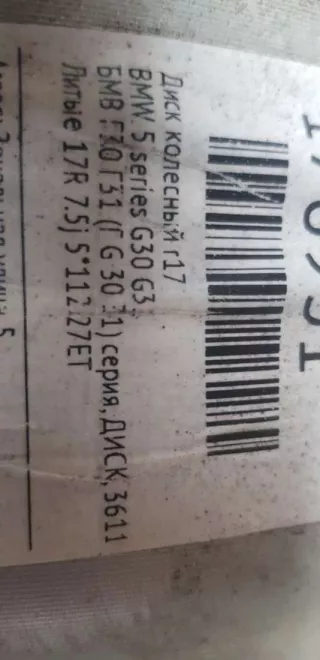 170951
Диск колесный r17
BMW 5 series G30 G3
БМВ Г30 Г31 (Г G 30 31) серия, ДИСК, 3611
Литые 17R 7.5j 5*112 27ET